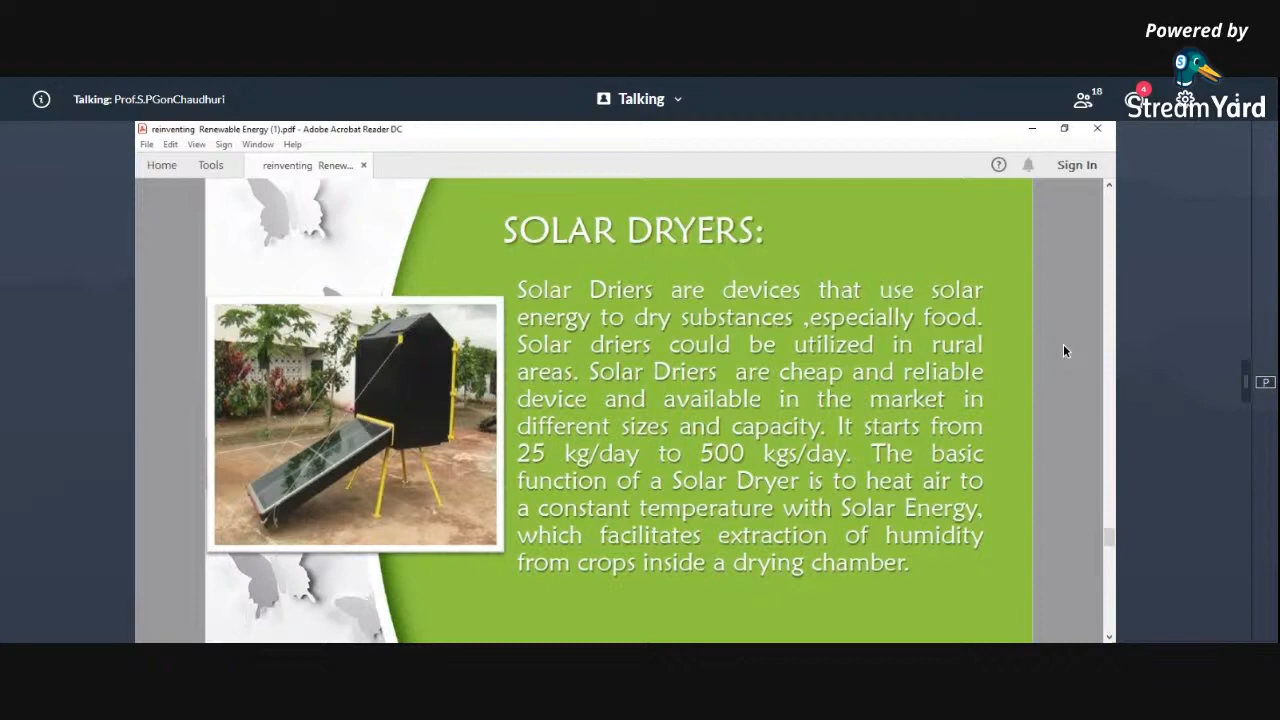 Powered by
StreamYard
Talking: Prof.S.PGonChaudhuri
Talking
18
4
reinventing Renewable Energy (1).pdf - Adobe Acrobat Reader DC
File Edit View Sign Window Help
Home Tools reinventing Renew... Sign In
SOLAR DRYERS:
Solar Driers are devices that use solar
energy to dry substances ,especially food.
Solar driers could be utilized in rural
areas. Solar Driers are cheap and reliable
device and available in the market in
different sizes and capacity. It starts from
25 kg/day to 500 kgs/day. The basic
function of a Solar Dryer is to heat air to
a constant temperature with Solar Energy,
which facilitates extraction of humidity
from crops inside a drying chamber.
P